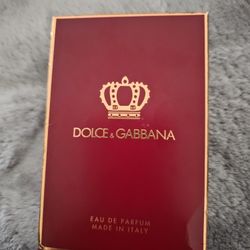 DOLCE & GABBANA
EAU DE PARFUM
MADE IN ITALY